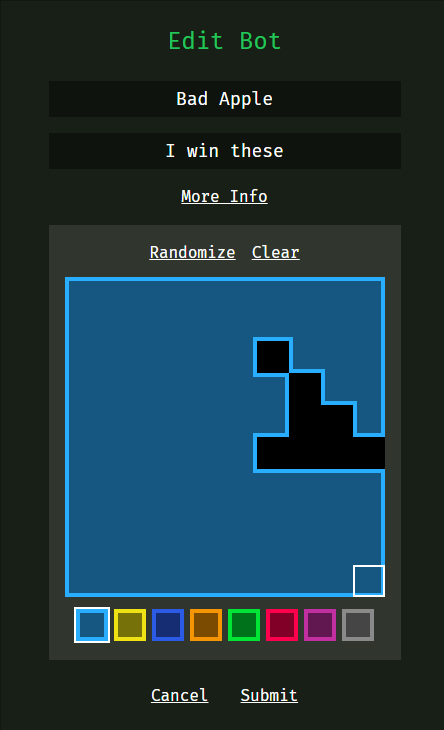 Edit Bot
Bad Apple
I win these
More Info
Randomize Clear
Cancel Submit